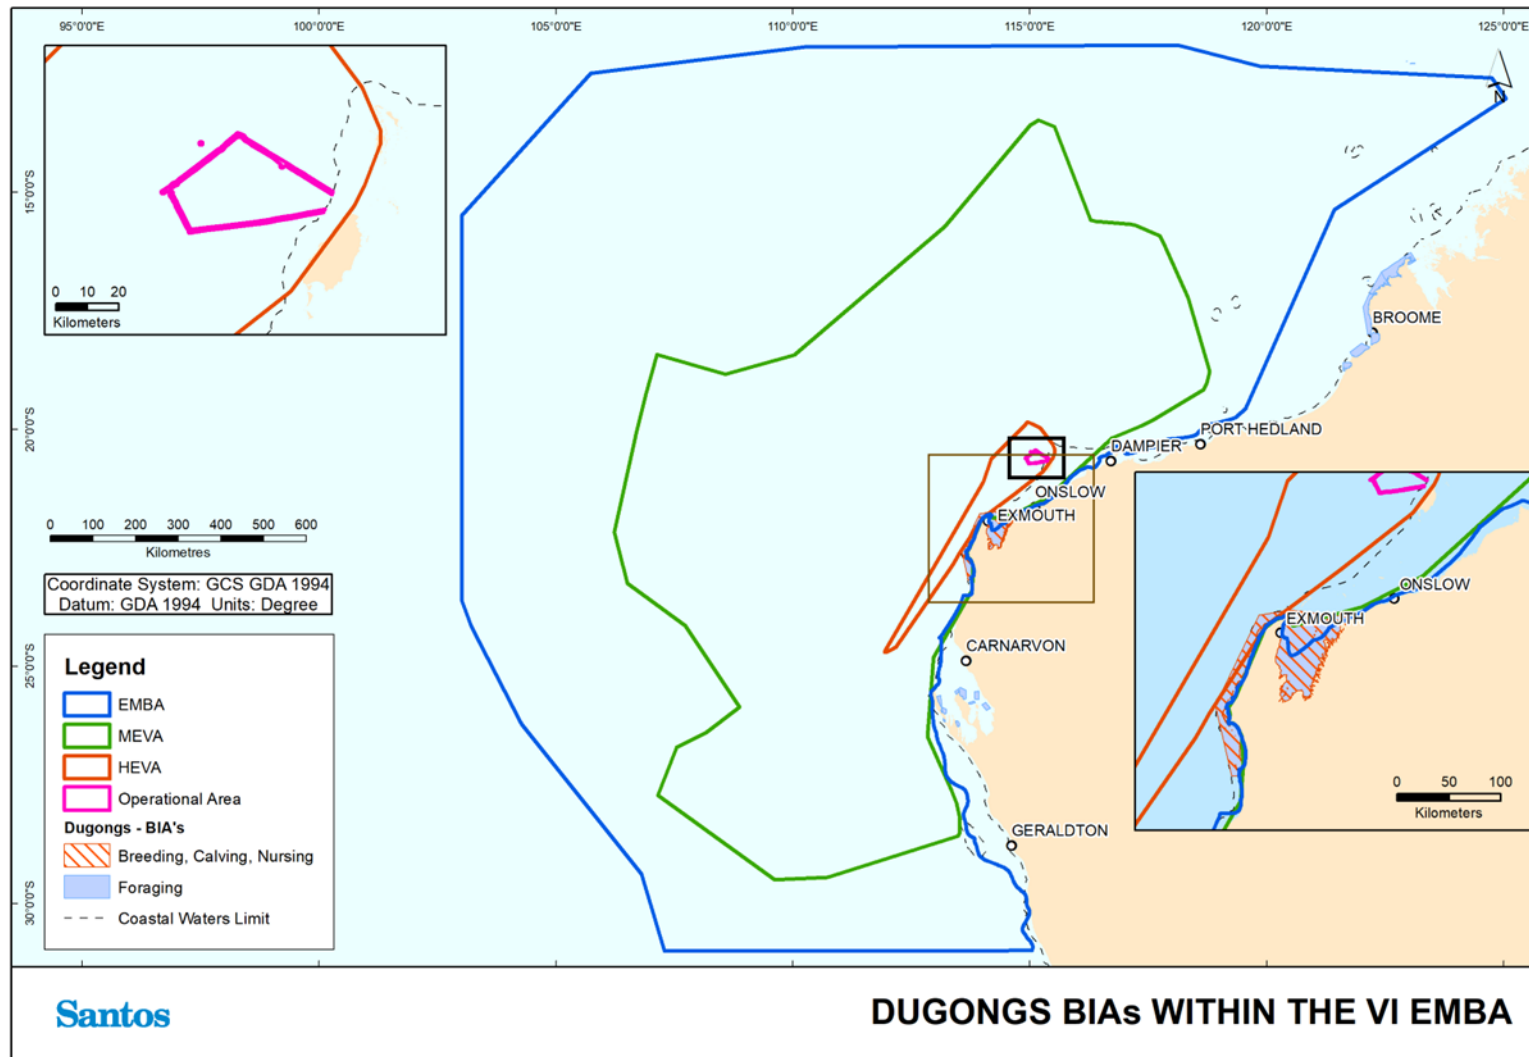 95°0'0"E 100°0'0"E 105°0'0"E 110°0'0"E 115°0'0"E 120°0'0"E 125°0'0"E
N
15°0'0"S
0 10 20
Kilometers
BROOME
20°0'0"S
PORT HEDLAND
DAMPIER
ONSLOW
EXMOUTH
0 100 200 300 400 500 600
Kilometres
Coordinate System: GCS GDA 1994
Datum: GDA 1994 Units: Degree
ONSLOW
EXMOUTH
CARNARVON
25°0'0"S
Legend
EMBA
MEVA
HEVA
Operational Area
Dugongs - BIA's
Breeding, Calving, Nursing
Foraging
Coastal Waters Limit
0 50 100
Kilometers
GERALDTON
30°0'0"S
Santos
DUGONGS BIAs WITHIN THE VI EMBA